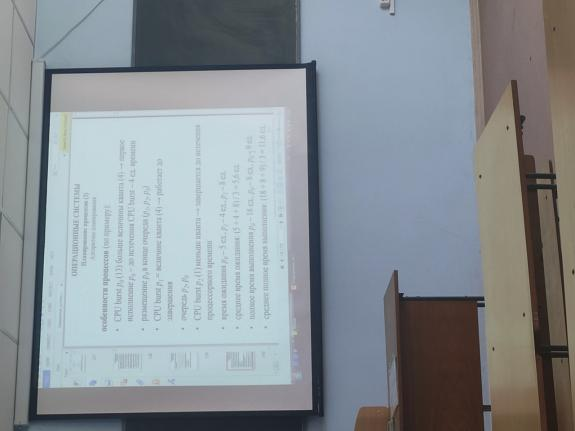 ОПЕРАЦИОННЫЕ СИСТЕМЫ
Планирование процессов (3)
Алгоритмы планирования
особенности процессов (по примеру):
• CPU burst p₀ (13) больше величины кванта (4) → первое
исполнение p₀ – до истечения CPU burst – 4 ед. времени
• размещение p₀ в конце очереди (p₁, p₂, p₀)
• CPU burst p₁ = величине кванта (4) → работает до
завершения
• очередь p₂, p₀
• CPU burst p₂ (1) меньше кванта → завершается до истечения
процессорного времени
• время ожидания p₀ – 5 ед., p₁ – 4 ед., p₂ – 8 ед.
• среднее время ожидания: (5 + 4 + 8) / 3 = 5,6 ед.
• полное время выполнения p₀ – 18 ед., p₁ – 8 ед., p₂ – 9 ед.
• среднее полное время выполнения: (18 + 8 + 9) / 3 = 11,6 ед.